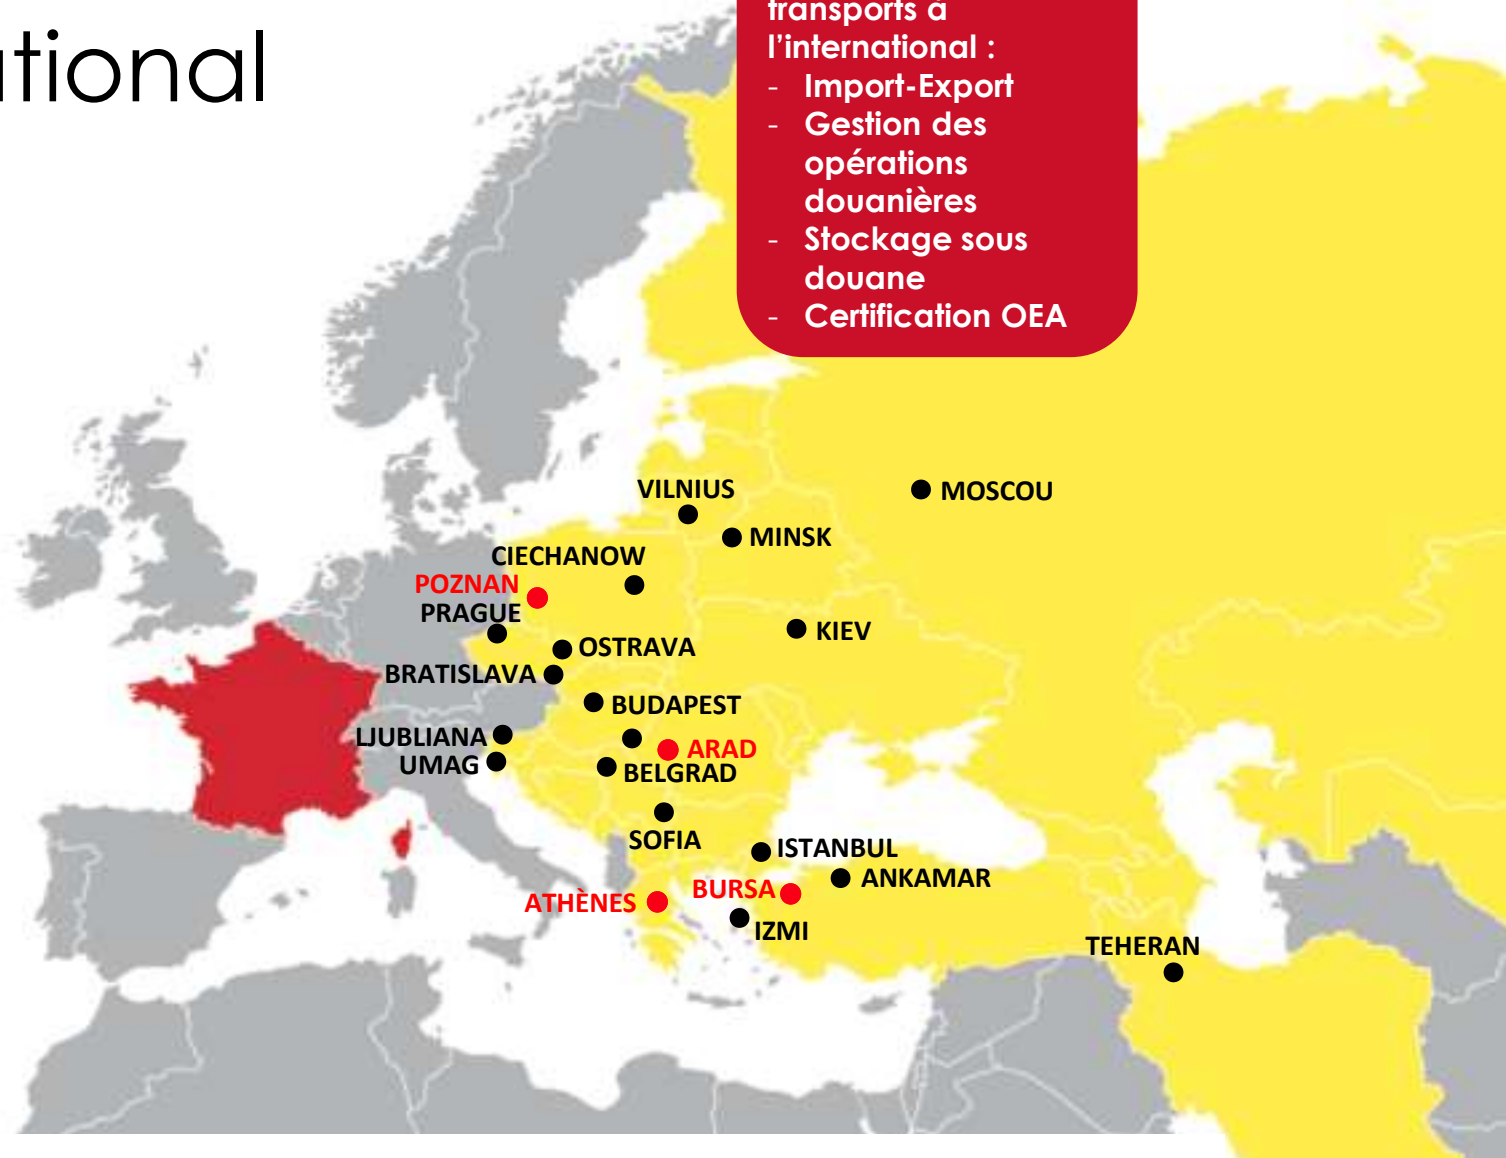 ational
transports à
l'international :
- Import-Export
- Gestion des
opérations
douanières
- Stockage sous
douane
- Certification OEA
VILNIUS
MOSCOU
MINSK
CIECHANOW
POZNAN
PRAGUE
KIEV
OSTRAVA
BRATISLAVA
BUDAPEST
LJUBLIANA
ARAD
UMAG
BELGRAD
SOFIA
ISTANBUL
ANKAMAR
BURSA
ATHÈNES
IZMI
TEHERAN